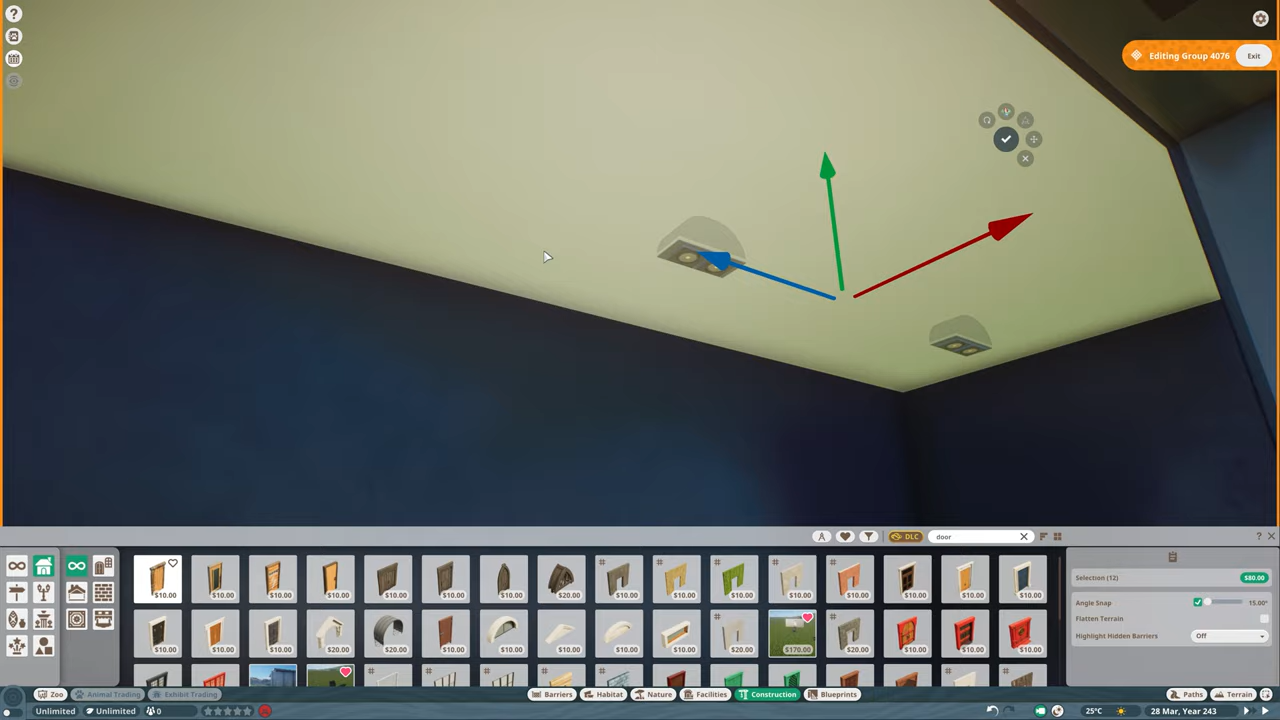 ?
Editing Group 4076
Exit
DLC
door
?
$10.00 $10.00 $10.00 $10.00 $10.00 $10.00 $10.00 $20.00 $10.00 $10.00 $10.00 $10.00 $10.00 $10.00 $10.00 $10.00
$10.00 $10.00 $10.00 $20.00 $20.00 $10.00 $10.00 $10.00 $10.00 $10.00 $20.00 $170.00 $20.00 $10.00 $10.00 $10.00
Selection (12)
$80.00
Angle Snap
15.00°
Flatten Terrain
Highlight Hidden Barriers
Off
Zoo
Animal Trading
Exhibit Trading
Barriers
Habitat
Nature
Facilities
Construction
Blueprints
Paths
Terrain
Unlimited
Unlimited
0
25°C
28 Mar, Year 243